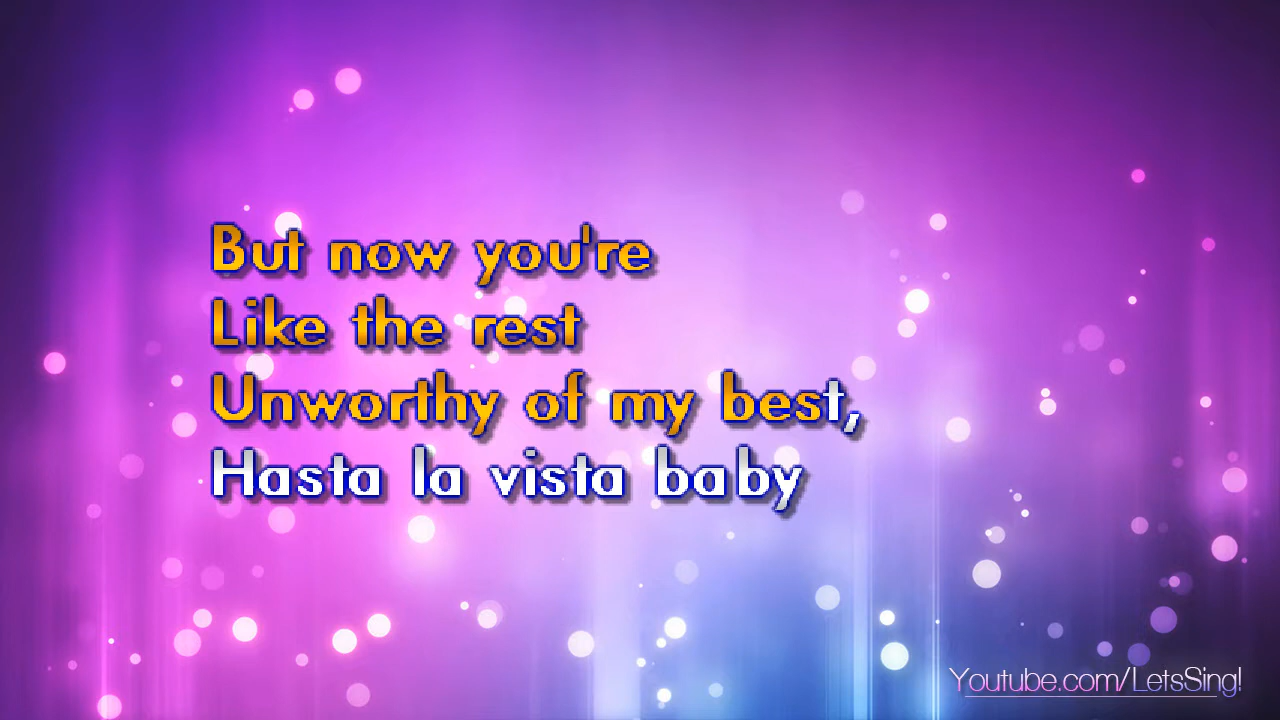 But now you're
Like the rest
Unworthy of my best,
Hasta la vista baby
Youtube.com/LetsSing!